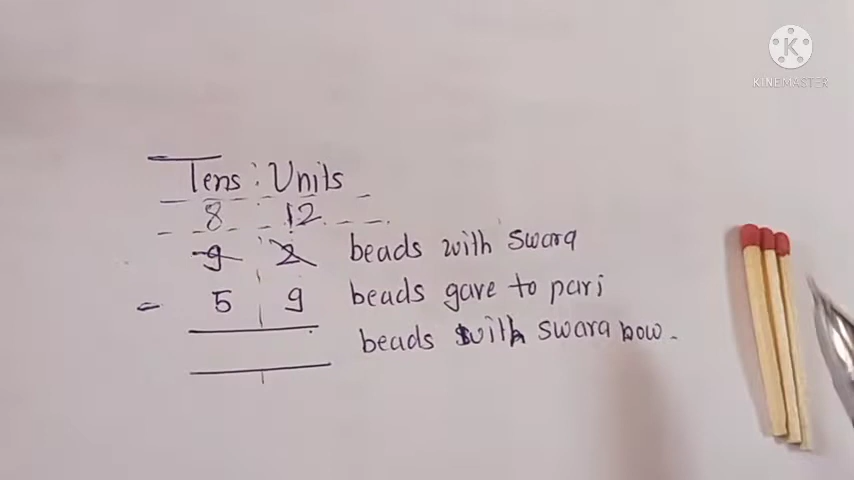 KINEMASTER
Tens : Units
8 12
9 2 beads with Swara
- 5 9 beads gave to pari
beads with swara now.